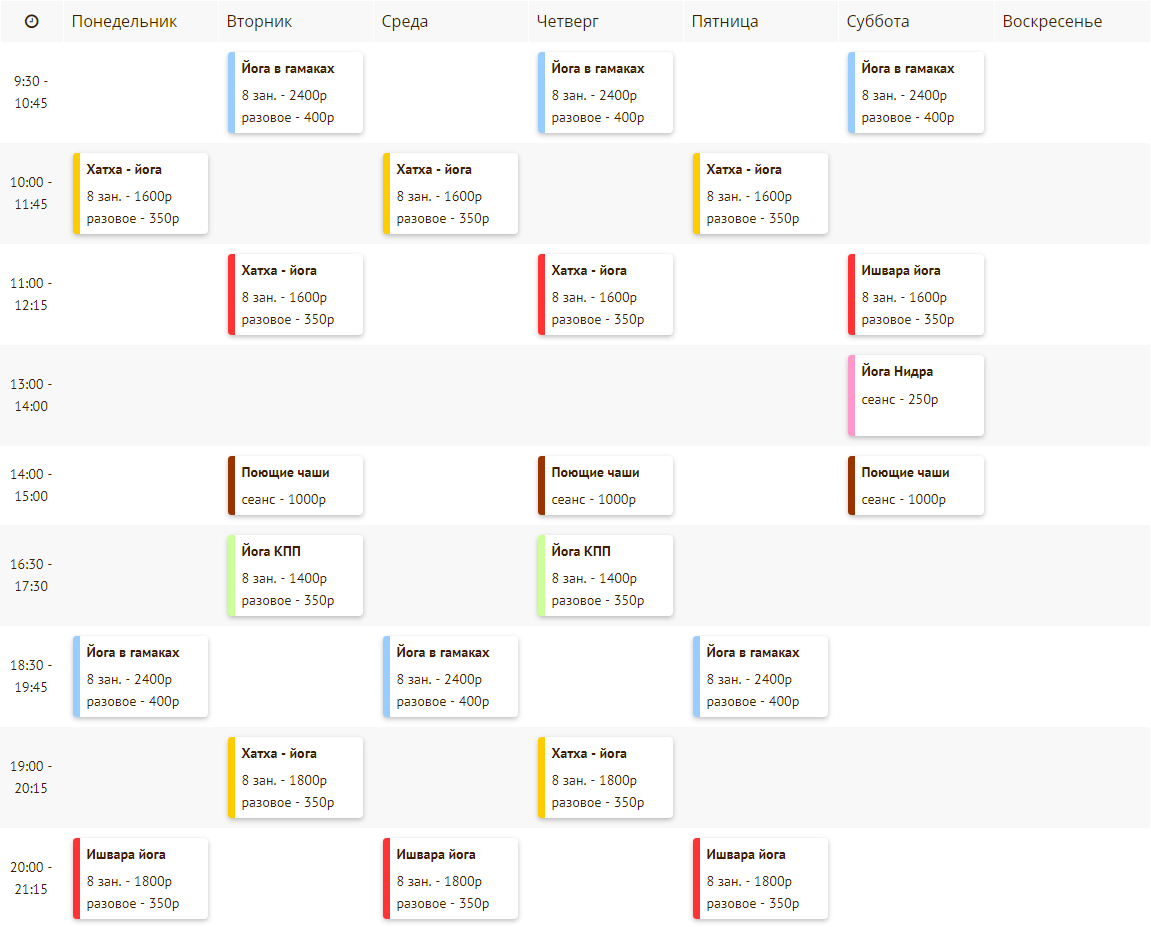 Понедельник
Вторник
Среда
Четверг
Пятница
Суббота
Воскресенье
9:30 -
10:45
Йога в гамаках
8 зан. - 2400р
разовое - 400р
Йога в гамаках
8 зан. - 2400р
разовое - 400р
Йога в гамаках
8 зан. - 2400р
разовое - 400р
10:00 -
11:45
Хатха - йога
8 зан. - 1600р
разовое - 350р
Хатха - йога
8 зан. - 1600р
разовое - 350р
Хатха - йога
8 зан. - 1600р
разовое - 350р
11:00 -
12:15
Хатха - йога
8 зан. - 1600р
разовое - 350р
Хатха - йога
8 зан. - 1600р
разовое - 350р
Ишвара йога
8 зан. - 1600р
разовое - 350р
13:00 -
14:00
Йога Нидра
сеанс - 250р
14:00 -
15:00
Поющие чаши
сеанс - 1000р
Поющие чаши
сеанс - 1000р
Поющие чаши
сеанс - 1000р
16:30 -
17:30
Йога КПП
8 зан. - 1400р
разовое - 350р
Йога КПП
8 зан. - 1400р
разовое - 350р
18:30 -
19:45
Йога в гамаках
8 зан. - 2400р
разовое - 400р
Йога в гамаках
8 зан. - 2400р
разовое - 400р
Йога в гамаках
8 зан. - 2400р
разовое - 400р
19:00 -
20:15
Хатха - йога
8 зан. - 1800р
разовое - 350р
Хатха - йога
8 зан. - 1800р
разовое - 350р
20:00 -
21:15
Ишвара йога
8 зан. - 1800р
разовое - 350р
Ишвара йога
8 зан. - 1800р
разовое - 350р
Ишвара йога
8 зан. - 1800р
разовое - 350р